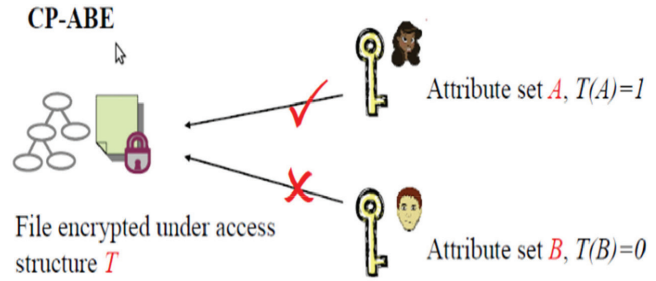 CP-ABE
Attribute set A, T(A)=1
File encrypted under access
structure T
Attribute set B, T(B)=0